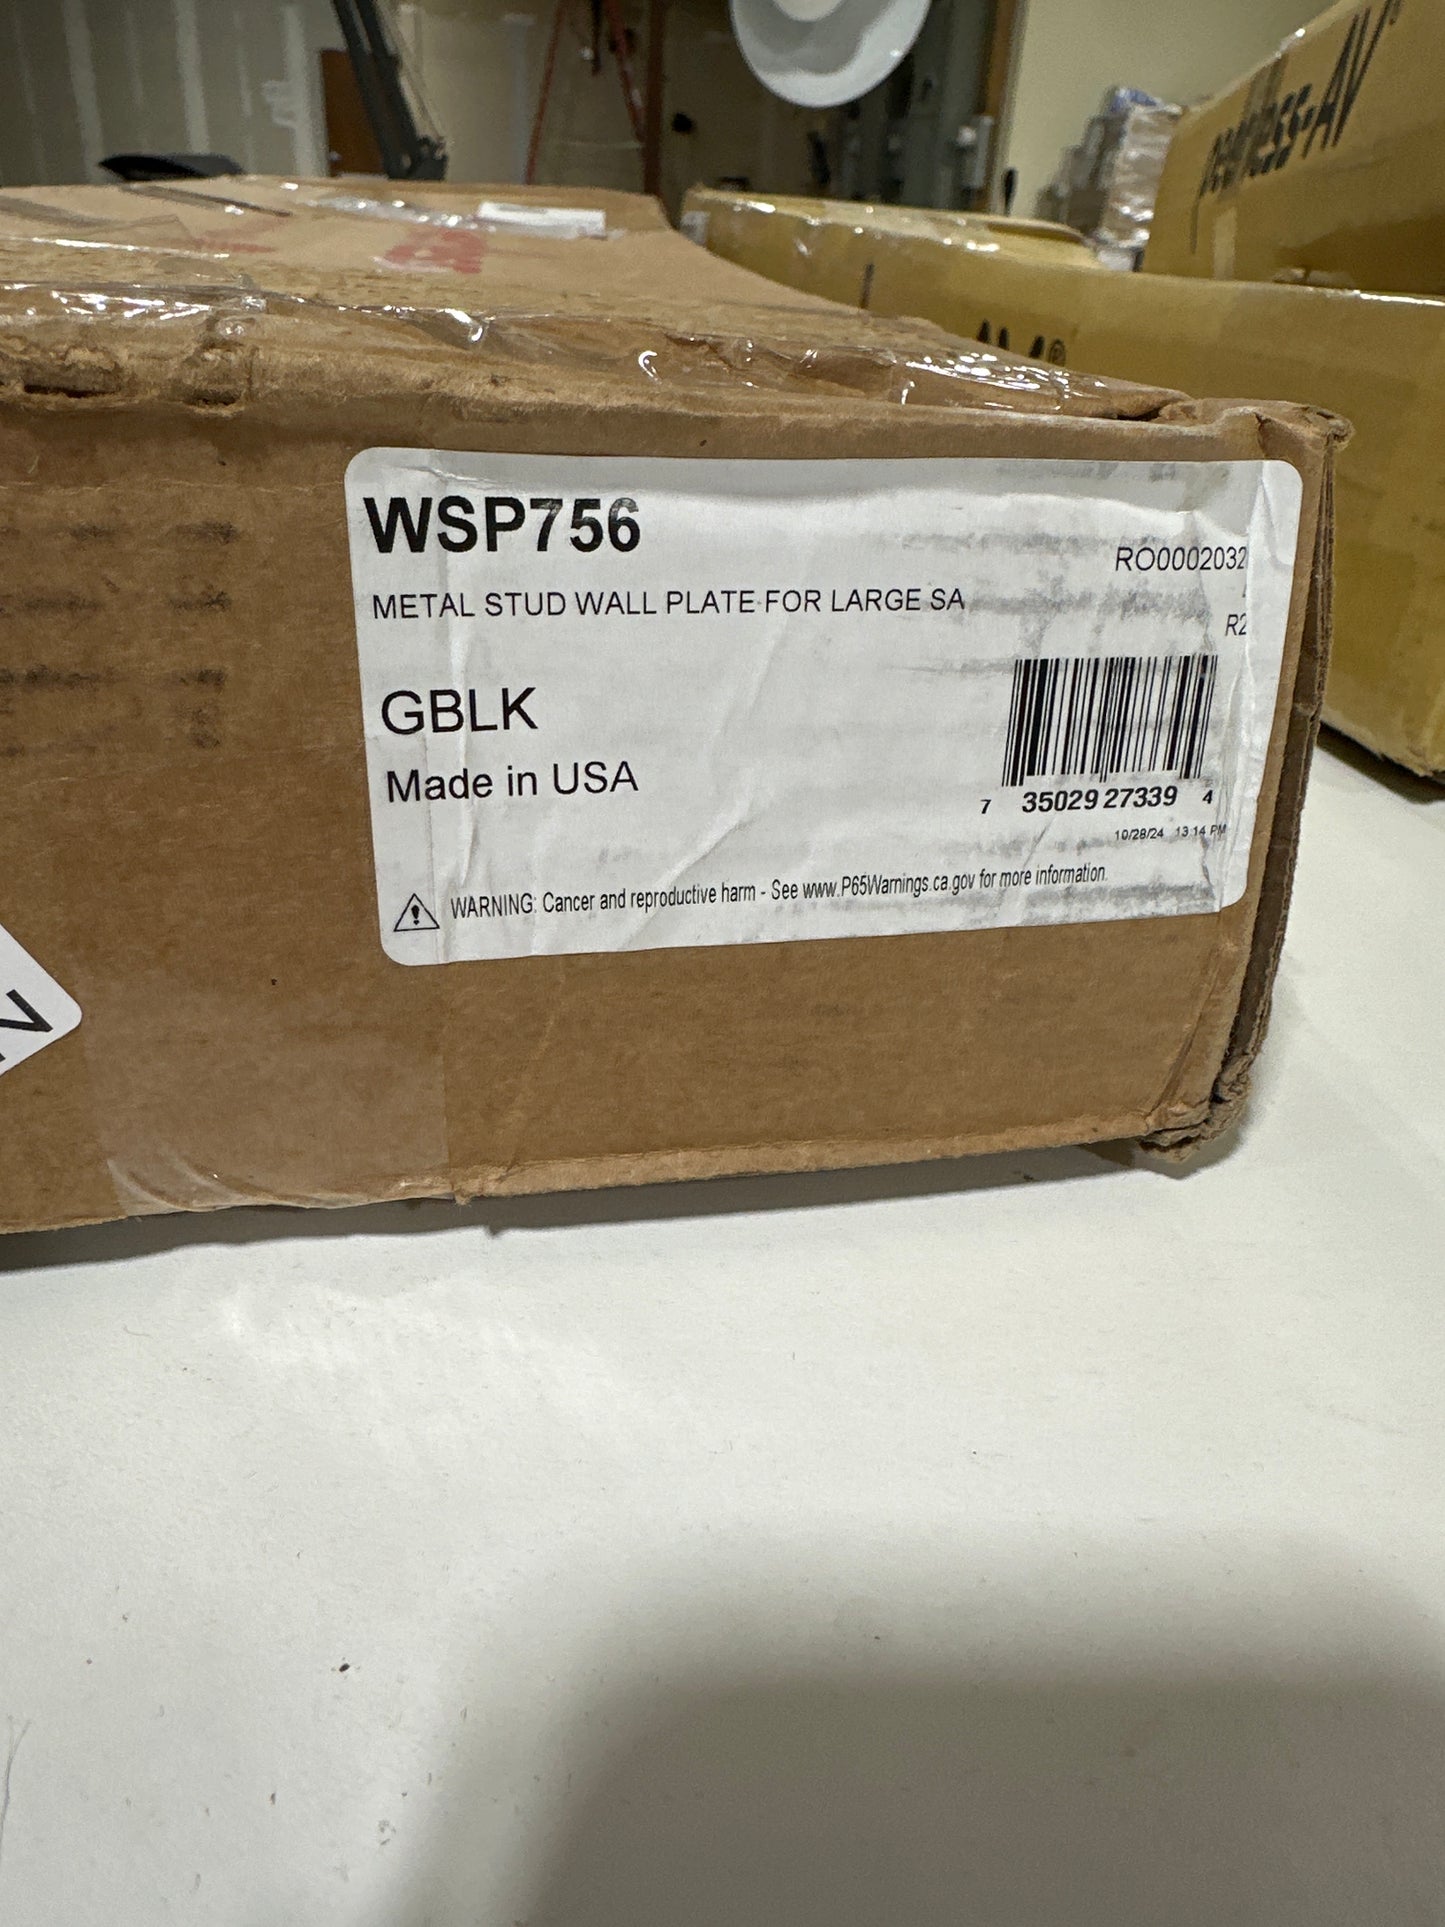 peerless-AV®
WSP756
RO0002032
METAL STUD WALL PLATE FOR LARGE SA
R2
GBLK
Made in USA
7 35029 27339 4
10/28/24 13:14 PM
WARNING: Cancer and reproductive harm - See www.P65Warnings.ca.gov for more information.